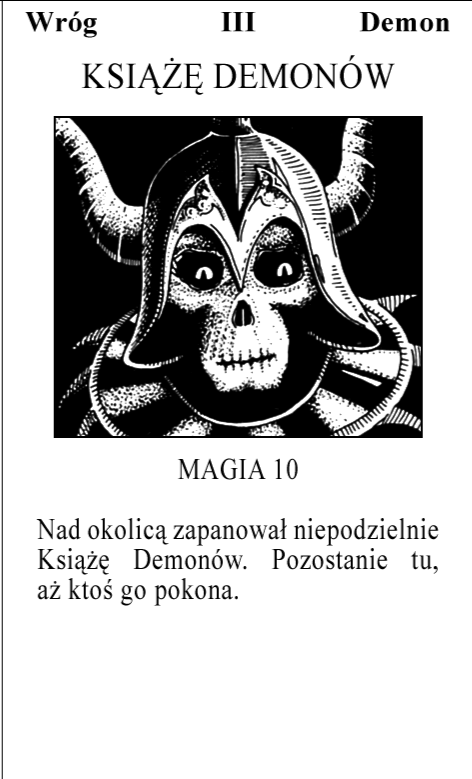 Wróg III Demon
KSIĄŻĘ DEMONÓW
MAGIA 10
Nad okolicą zapanował niepodzielnie
Książę Demonów. Pozostanie tu,
aż ktoś go pokona.